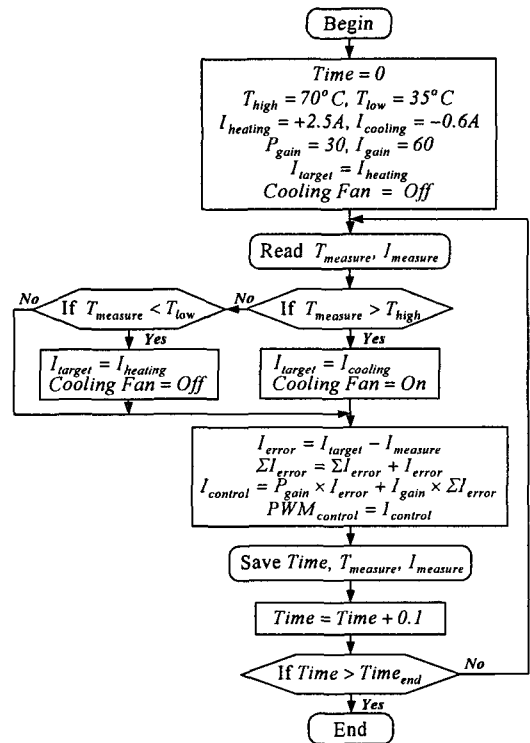 Begin
Time = 0
T_high = 70°C, T_low = 35°C
I_heating = +2.5A, I_cooling = −0.6A
P_gain = 30, I_gain = 60
I_target = I_heating
Cooling Fan = Off
Read T_measure, I_measure
No
If T_measure < T_low
No
If T_measure > T_high
Yes
Yes
I_target = I_heating
Cooling Fan = Off
I_target = I_cooling
Cooling Fan = On
I_error = I_target − I_measure
ΣI_error = ΣI_error + I_error
I_control = P_gain × I_error + I_gain × ΣI_error
PWM_control = I_control
Save Time, T_measure, I_measure
Time = Time + 0.1
If Time > Time_end
No
Yes
End